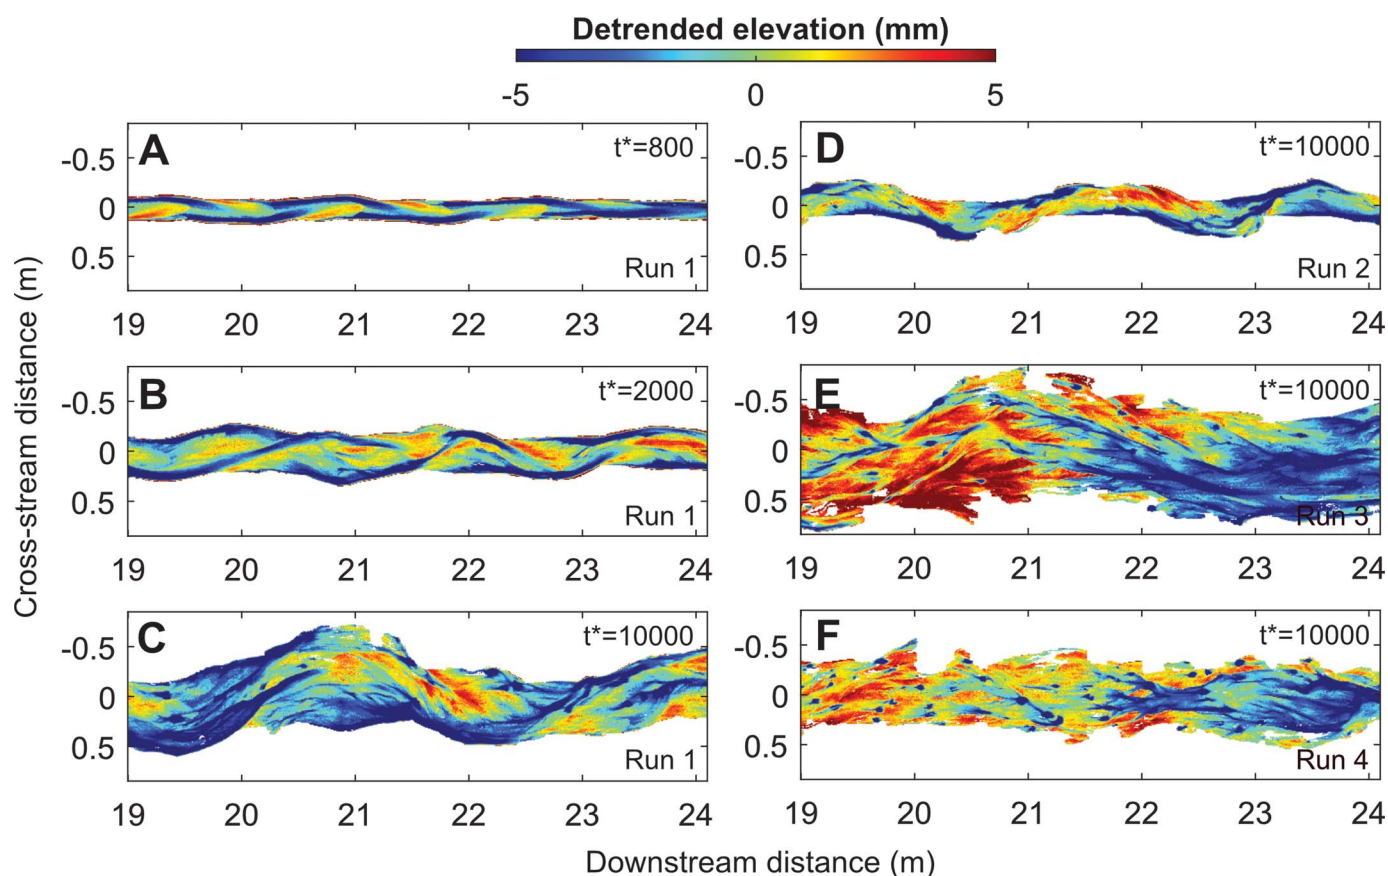 Detrended elevation (mm)
-5 0 5
A t*=800
-0.5
0
0.5
Run 1
19 20 21 22 23 24
B t*=2000
-0.5
0
0.5
Run 1
19 20 21 22 23 24
C t*=10000
-0.5
0
0.5
Run 1
19 20 21 22 23 24
D t*=10000
-0.5
0
0.5
Run 2
19 20 21 22 23 24
E t*=10000
-0.5
0
0.5
Run 3
19 20 21 22 23 24
F t*=10000
-0.5
0
0.5
Run 4
19 20 21 22 23 24
Cross-stream distance (m)
Downstream distance (m)